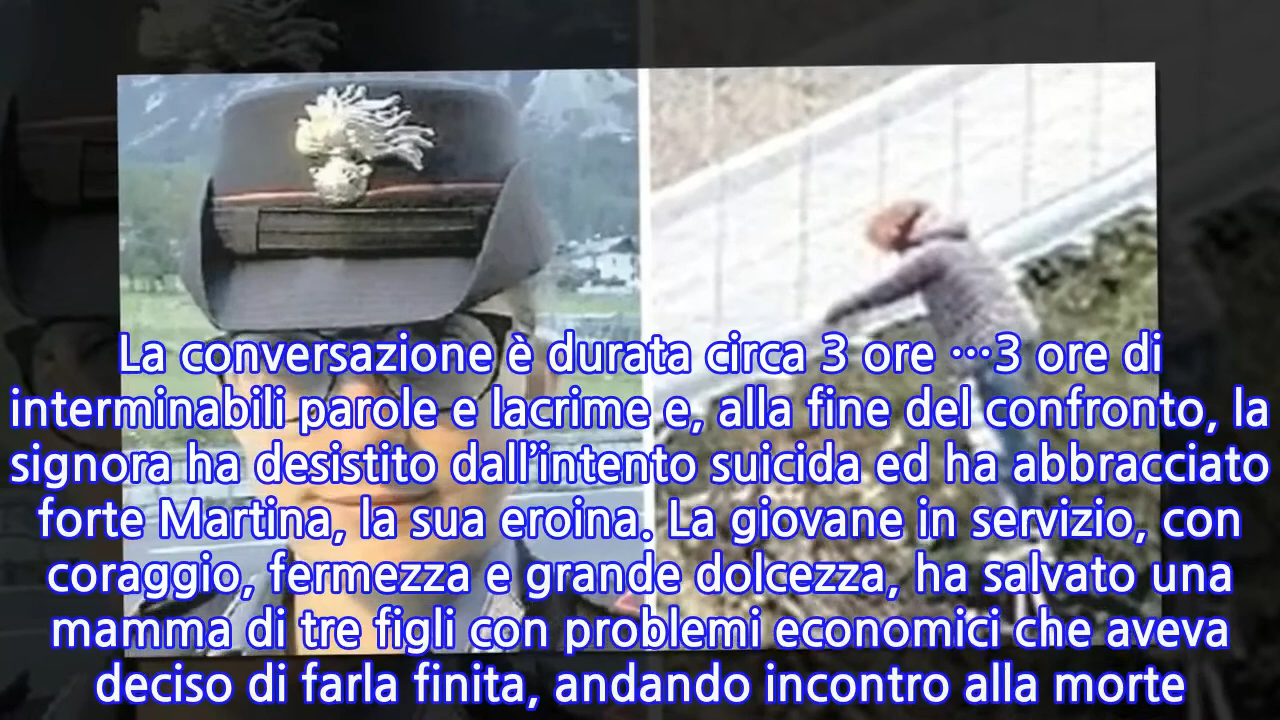 La conversazione è durata circa 3 ore …3 ore di
interminabili parole e lacrime e, alla fine del confronto, la
signora ha desistito dall’intento suicida ed ha abbracciato
forte Martina, la sua eroina. La giovane in servizio, con
coraggio, fermezza e grande dolcezza, ha salvato una
mamma di tre figli con problemi economici che aveva
deciso di farla finita, andando incontro alla morte